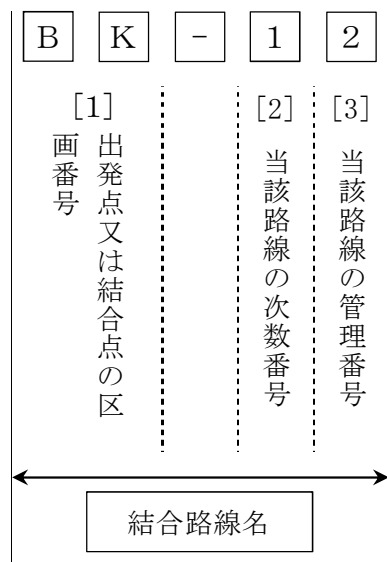 B K - 1 2
[1]
出発点又は結合点の区
画番号
[2]
当該路線の次数番号
[3]
当該路線の管理番号
結合路線名